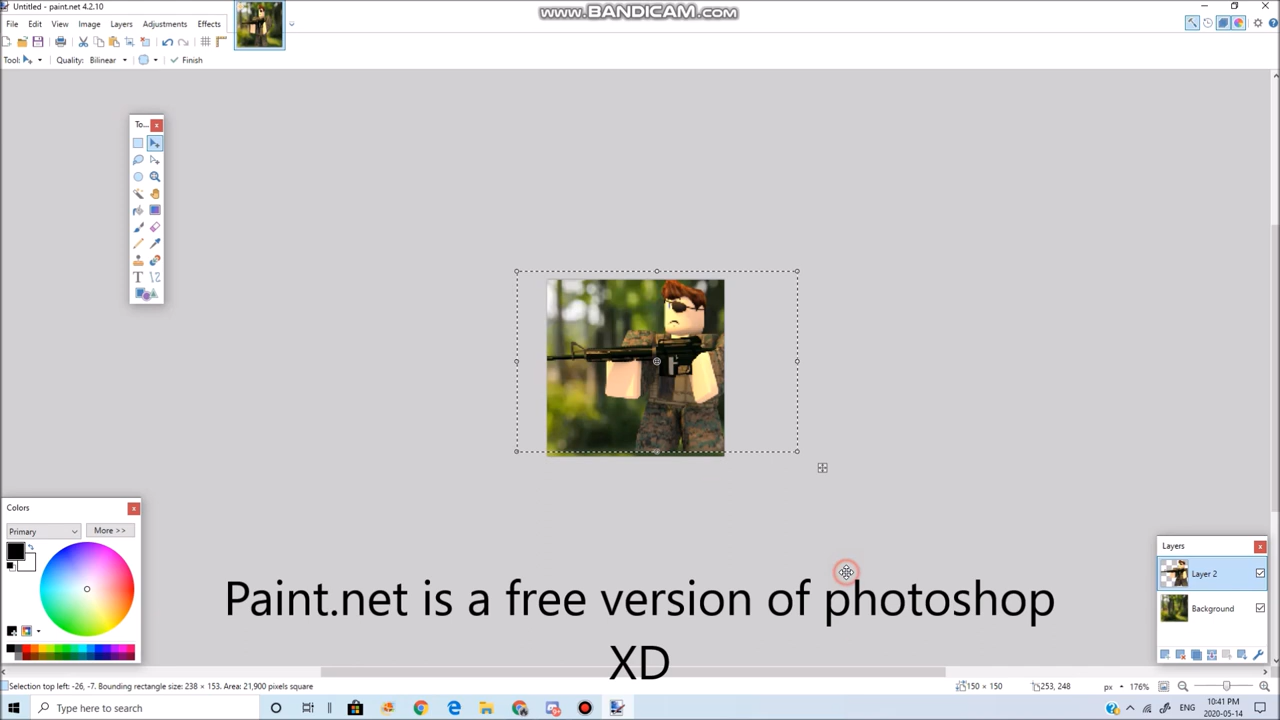 Untitled - paint.net 4.2.10
www.BANDICAM.com
File Edit View Image Layers Adjustments Effects
Tool: Quality: Bilinear Finish
To...
Colors
Primary More >>
Layers
Layer 2
Background
Paint.net is a free version of photoshop
XD
Selection top left: -26, -7. Bounding rectangle size: 238 × 153. Area: 21,900 pixels square
150 × 150
253, 248
px
176%
Type here to search
ENG
10:41 PM
2020-05-14